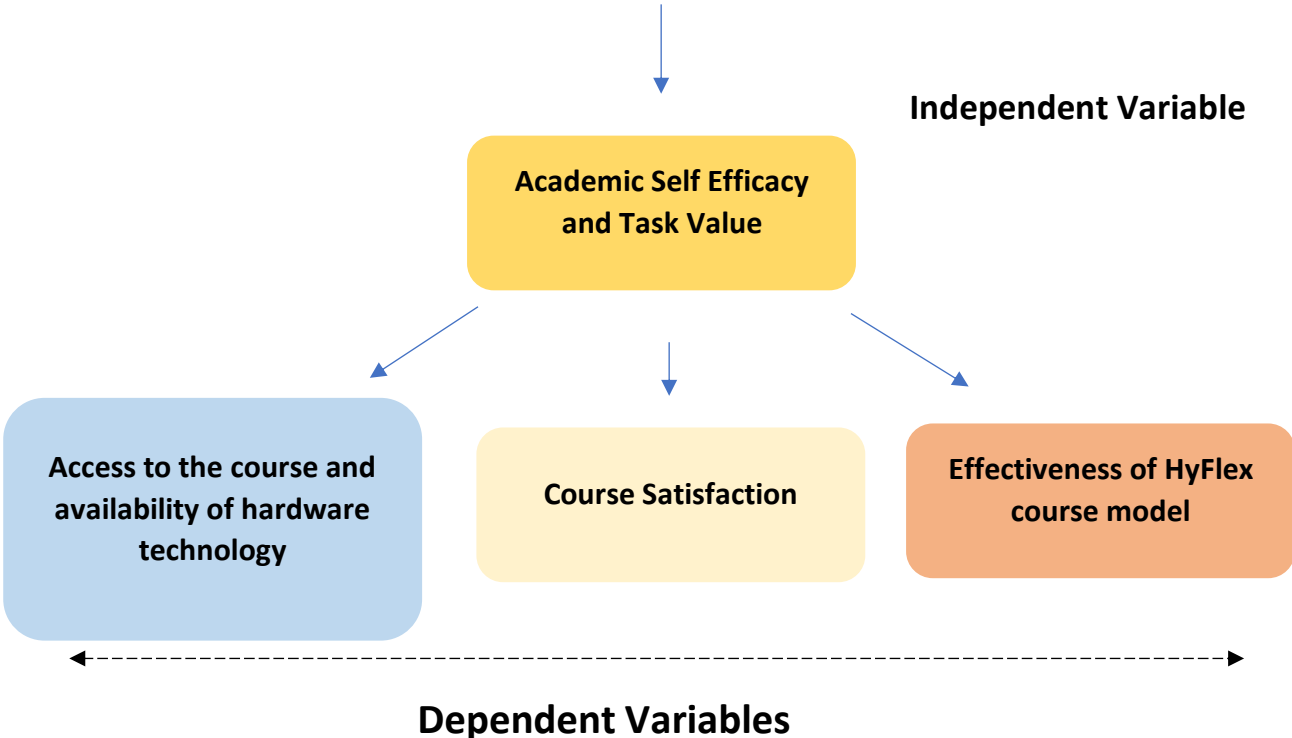 Independent Variable
Academic Self Efficacy
and Task Value
Access to the course and
availability of hardware
technology
Course Satisfaction
Effectiveness of HyFlex
course model
Dependent Variables